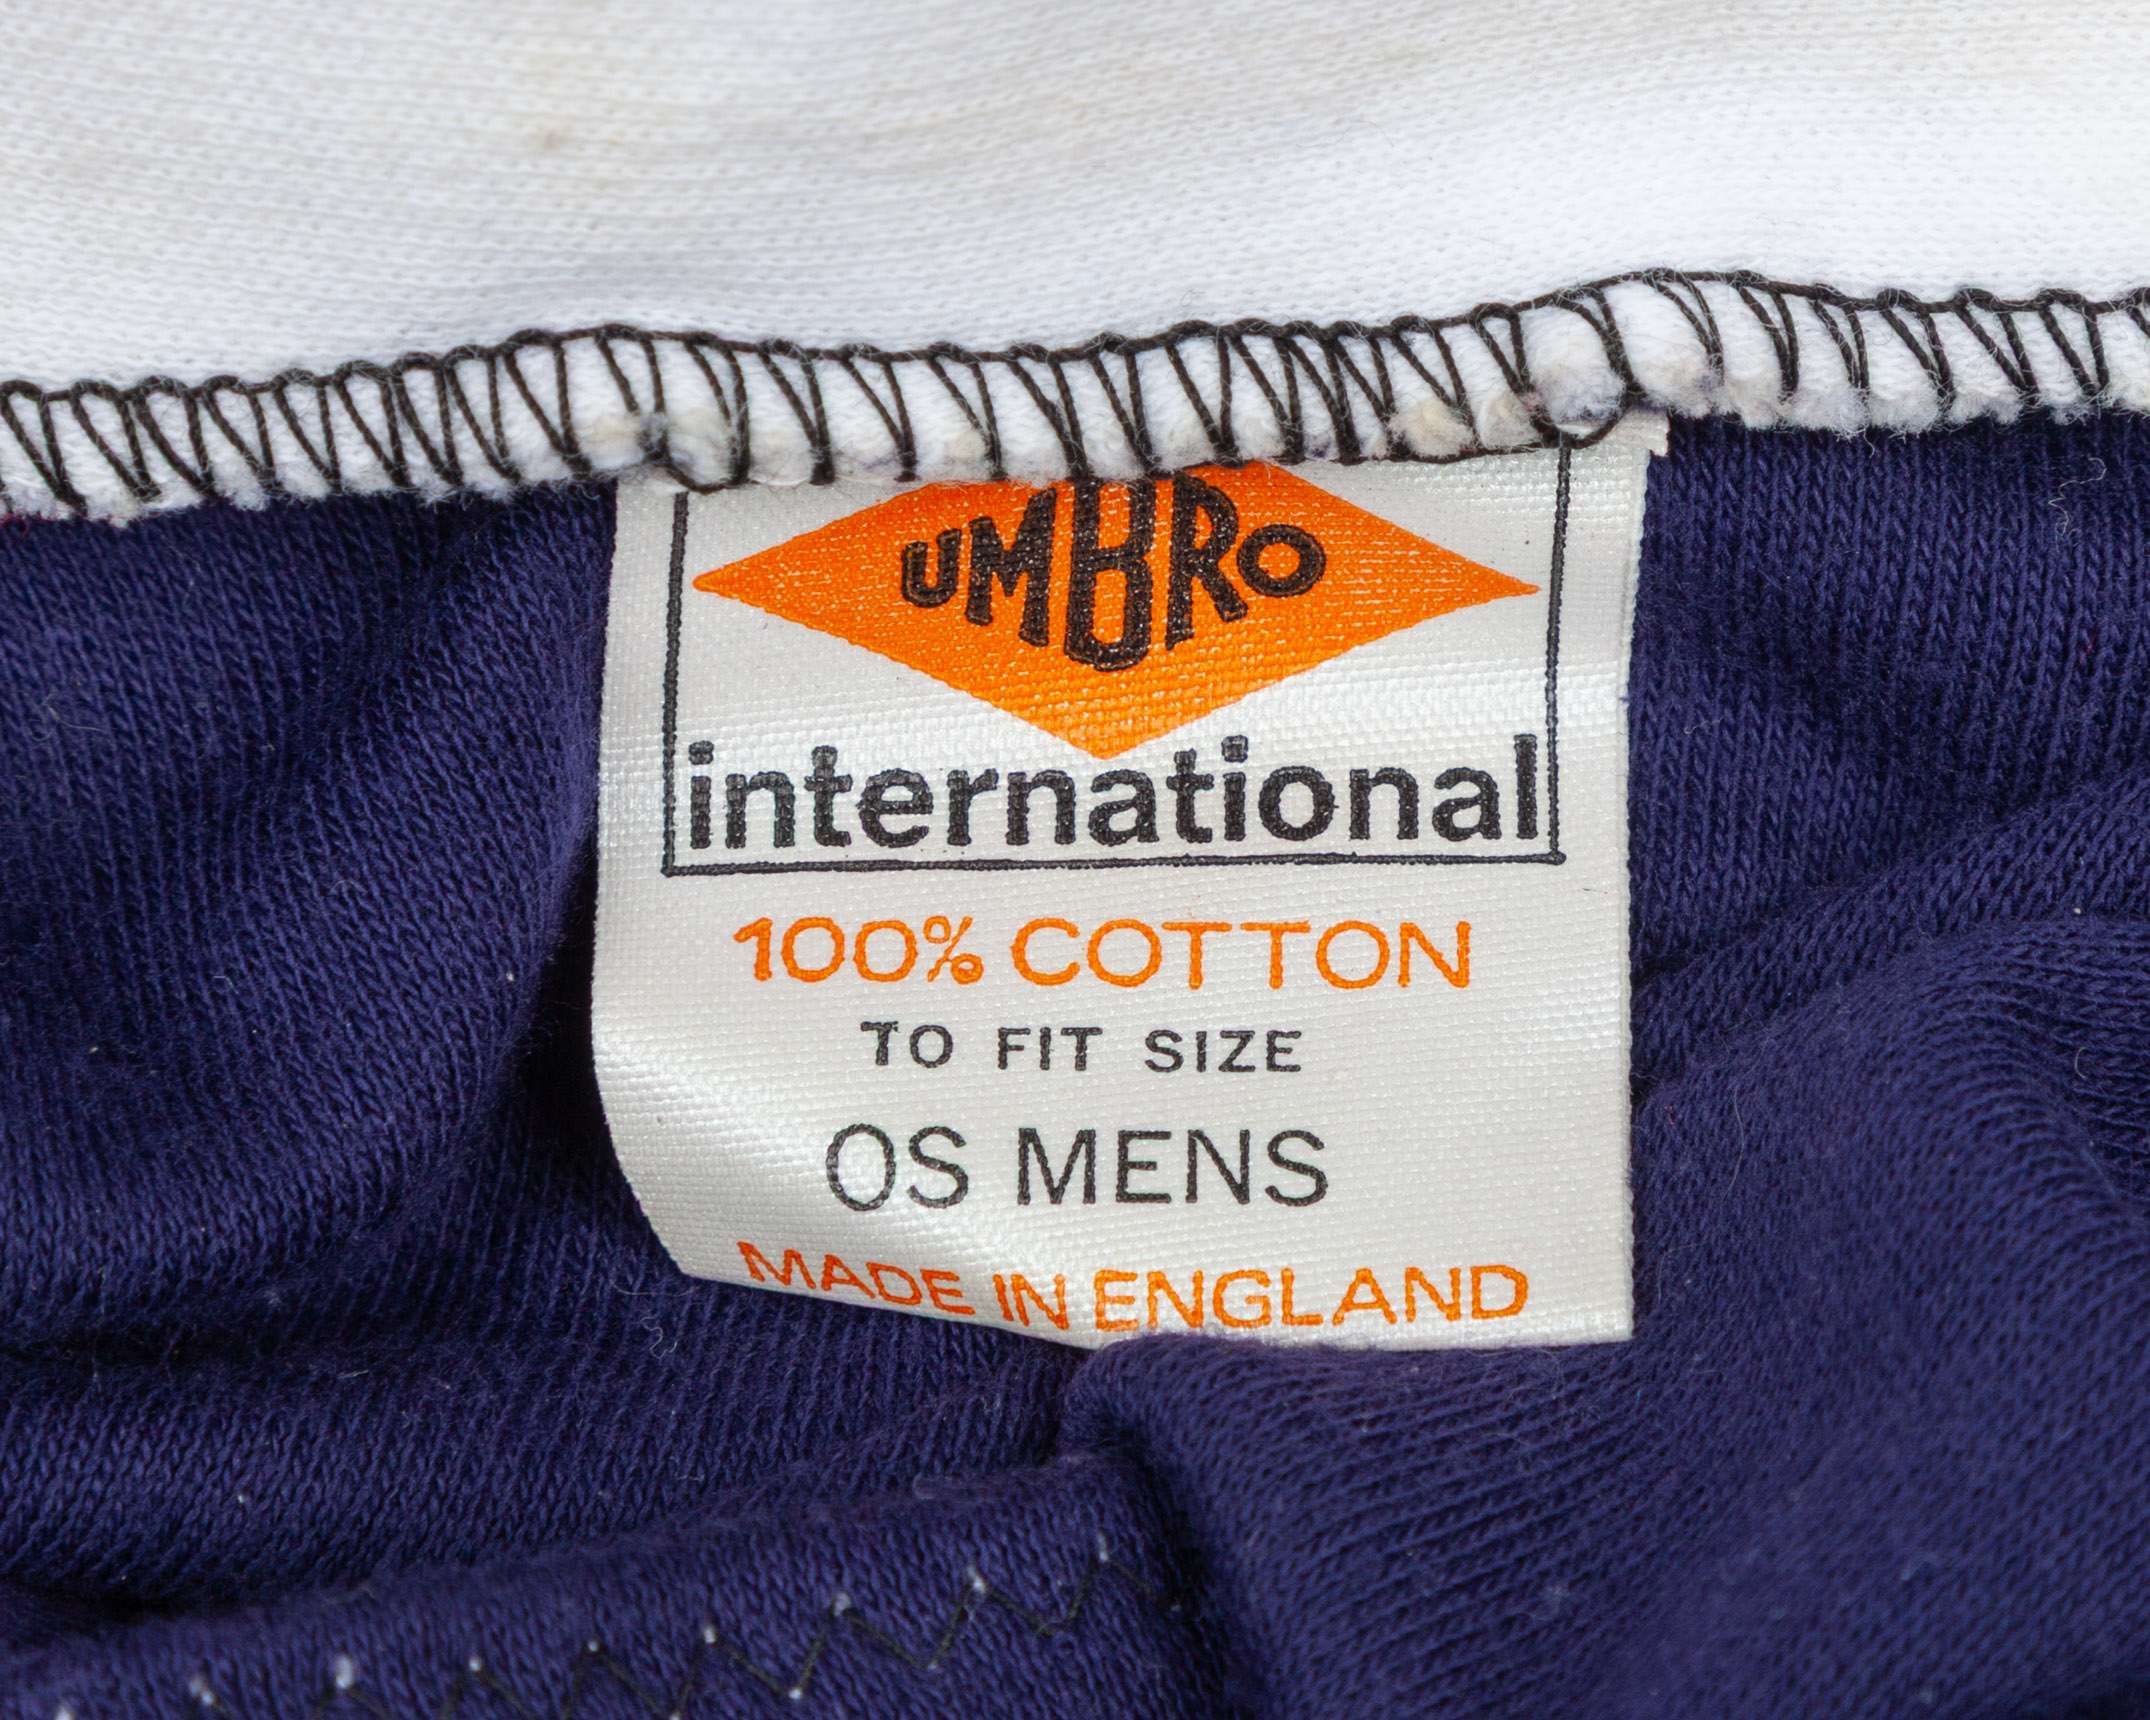 UMBRO
international
100% COTTON
TO FIT SIZE
OS MENS
MADE IN ENGLAND